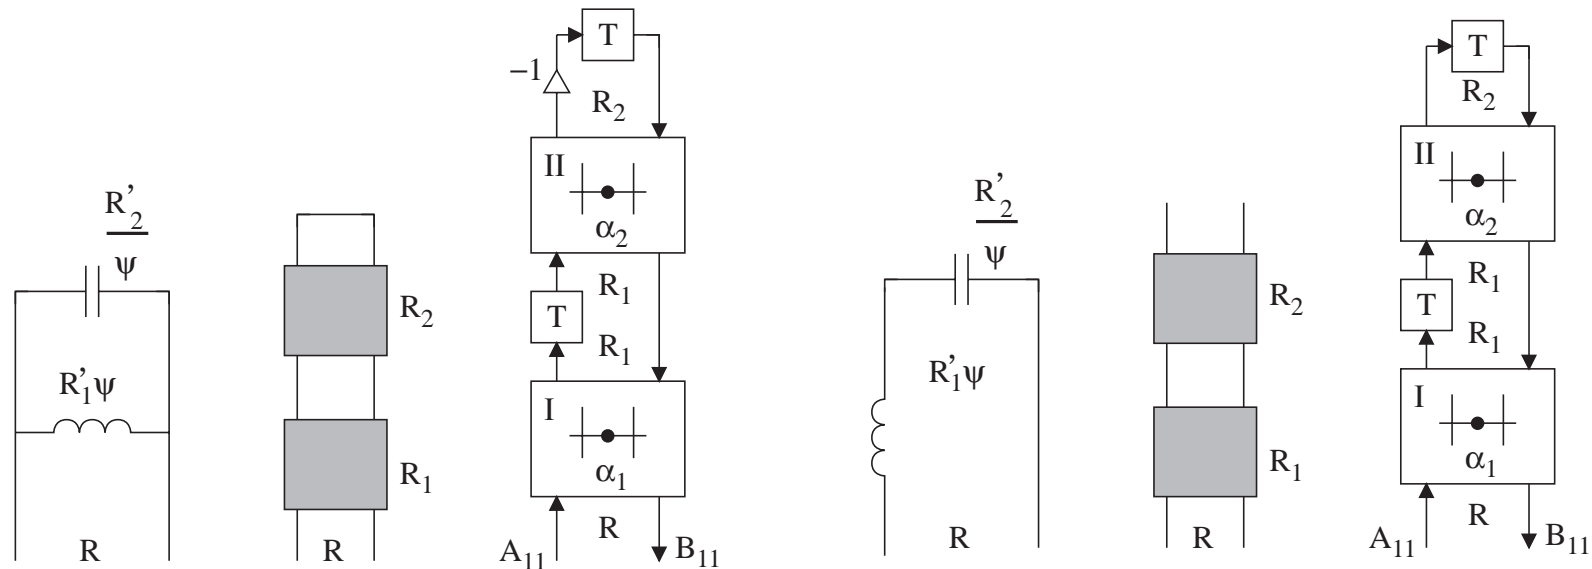 R'2
ψ
R'1ψ
R
R2
R1
R
T
−1
R2
II
α2
R1
T
R1
I
α1
R
A11
B11
R'2
ψ
R'1ψ
R
R2
R1
R
T
R2
II
α2
R1
T
R1
I
α1
R
A11
B11